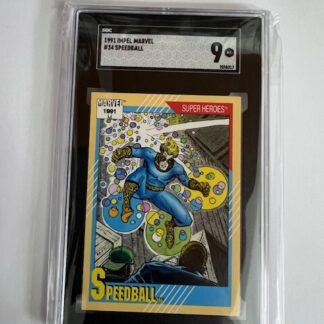 SGC
1991 IMPEL MARVEL
#34 SPEEDBALL
9
MARVEL
1991
SUPER HEROES
SPEEDBALL